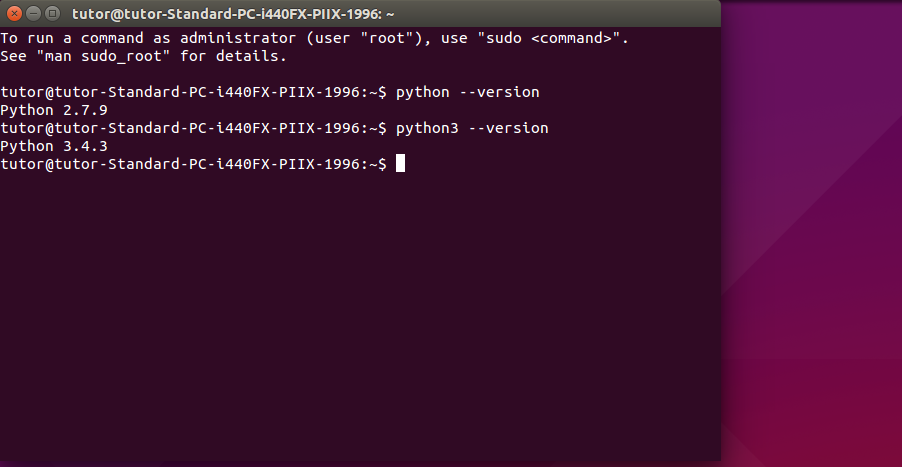 tutor@tutor-Standard-PC-i440FX-PIIX-1996: ~
To run a command as administrator (user "root"), use "sudo <command>".
See "man sudo_root" for details.
tutor@tutor-Standard-PC-i440FX-PIIX-1996:~$ python --version
Python 2.7.9
tutor@tutor-Standard-PC-i440FX-PIIX-1996:~$ python3 --version
Python 3.4.3
tutor@tutor-Standard-PC-i440FX-PIIX-1996:~$